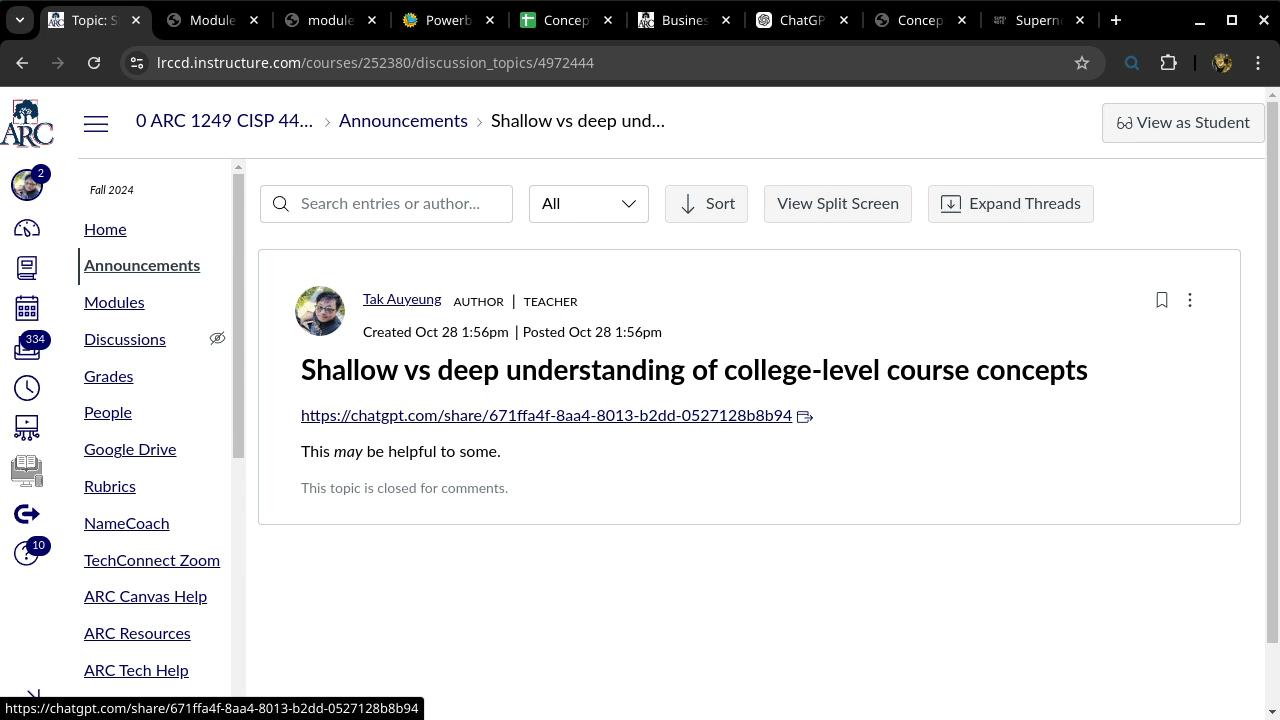 Topic: S
Module
module
Powerb
Concep
Busines
ChatGP
Concep
Supern
lrccd.instructure.com/courses/252380/discussion_topics/4972444
ARC
0 ARC 1249 CISP 44...
Announcements
Shallow vs deep und...
View as Student
2
334
10
Fall 2024
Home
Announcements
Modules
Discussions
Grades
People
Google Drive
Rubrics
NameCoach
TechConnect Zoom
ARC Canvas Help
ARC Resources
ARC Tech Help
Search entries or author...
All
Sort
View Split Screen
Expand Threads
Tak Auyeung AUTHOR | TEACHER
Created Oct 28 1:56pm | Posted Oct 28 1:56pm
Shallow vs deep understanding of college-level course concepts
https://chatgpt.com/share/671ffa4f-8aa4-8013-b2dd-0527128b8b94
This may be helpful to some.
This topic is closed for comments.
https://chatgpt.com/share/671ffa4f-8aa4-8013-b2dd-0527128b8b94